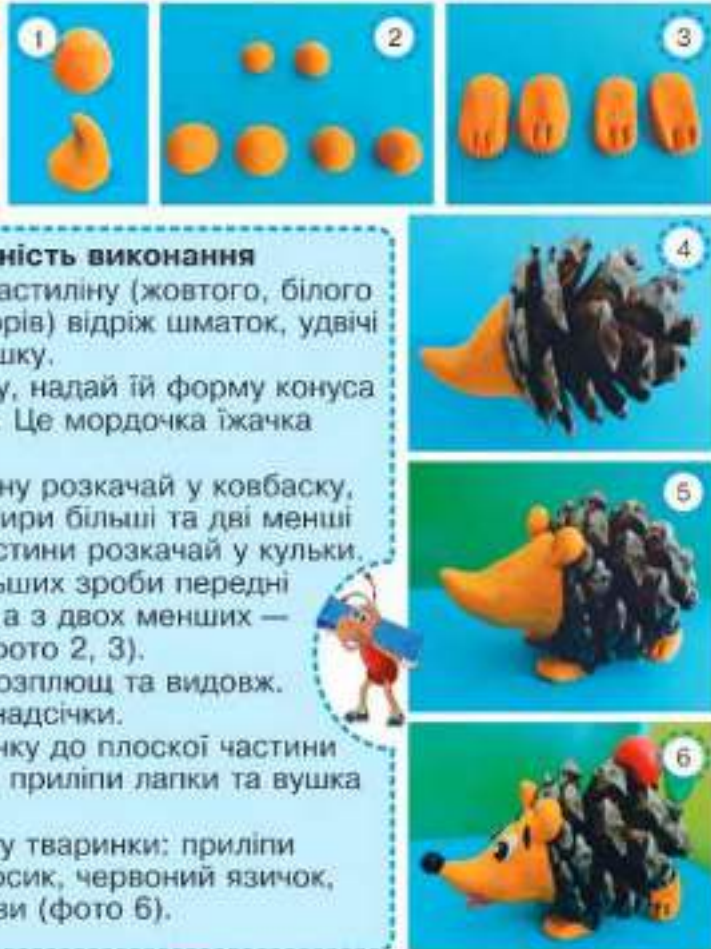 1
2
3
ність виконання
астиліну (жовтого, білого
орів) відріж шматок, удвічі
шку.
у, надай їй форму конуса
. Це мордочка їжачка
ну розкачай у ковбаску,
ири більші та дві менші
стини розкачай у кульки.
ьших зроби передні
а з двох менших —
ото 2, 3).
озплющ та видовж.
надсічки.
нку до плоскої частини
приліпи лапки та вушка
у тваринки: приліпи
осик, червоний язичок,
зи (фото 6).
4
5
6